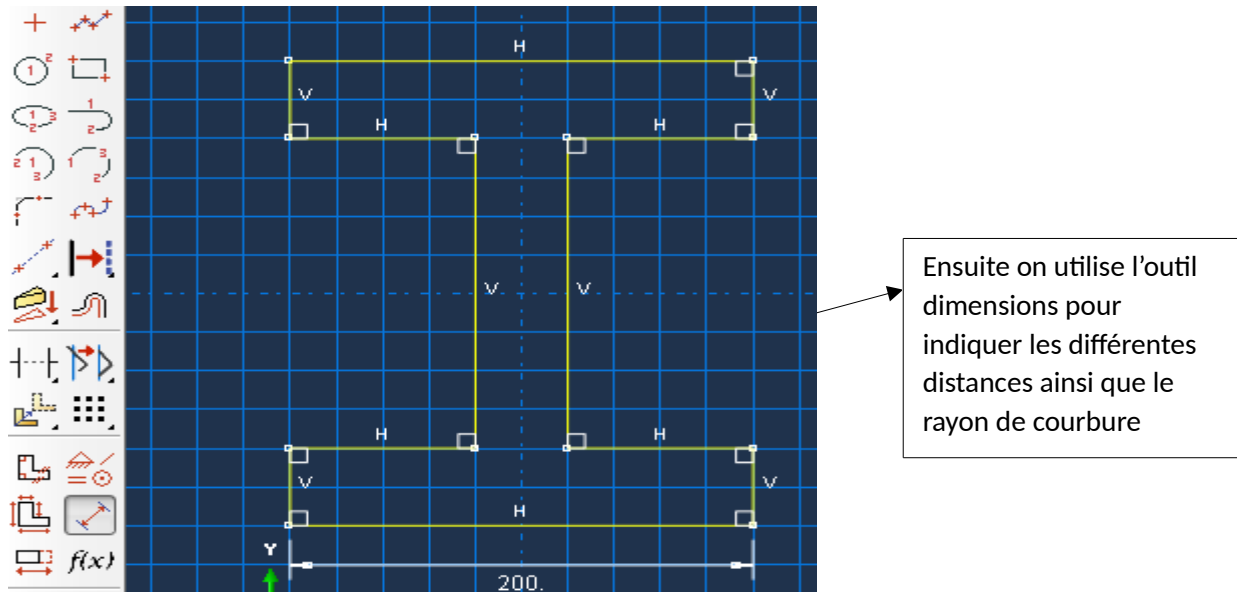 H
V
V
H
H
V
V
H
H
V
V
H
Y
200.
f(x)
Ensuite on utilise l’outil
dimensions pour
indiquer les différentes
distances ainsi que le
rayon de courbure